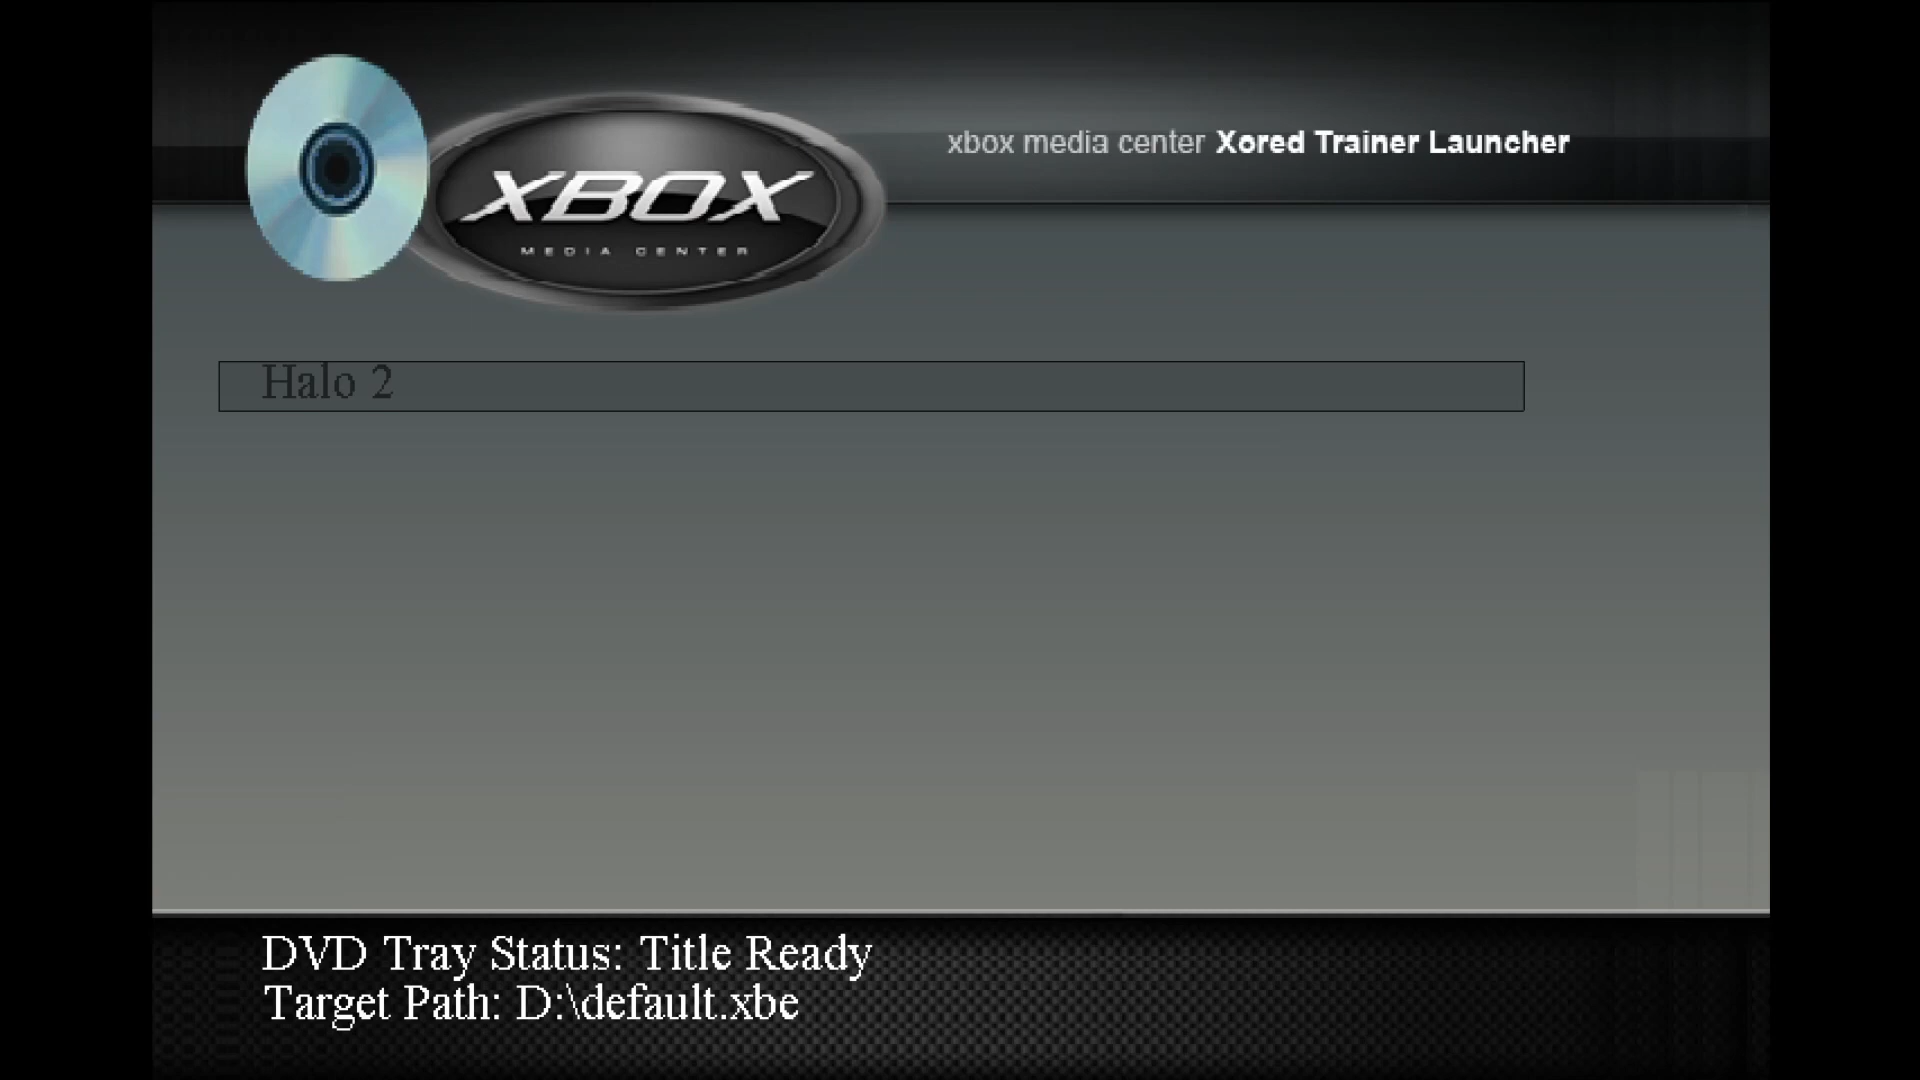 xbox media center Xored Trainer Launcher
XBOX
MEDIA CENTER
Halo 2
DVD Tray Status: Title Ready
Target Path: D:\default.xbe